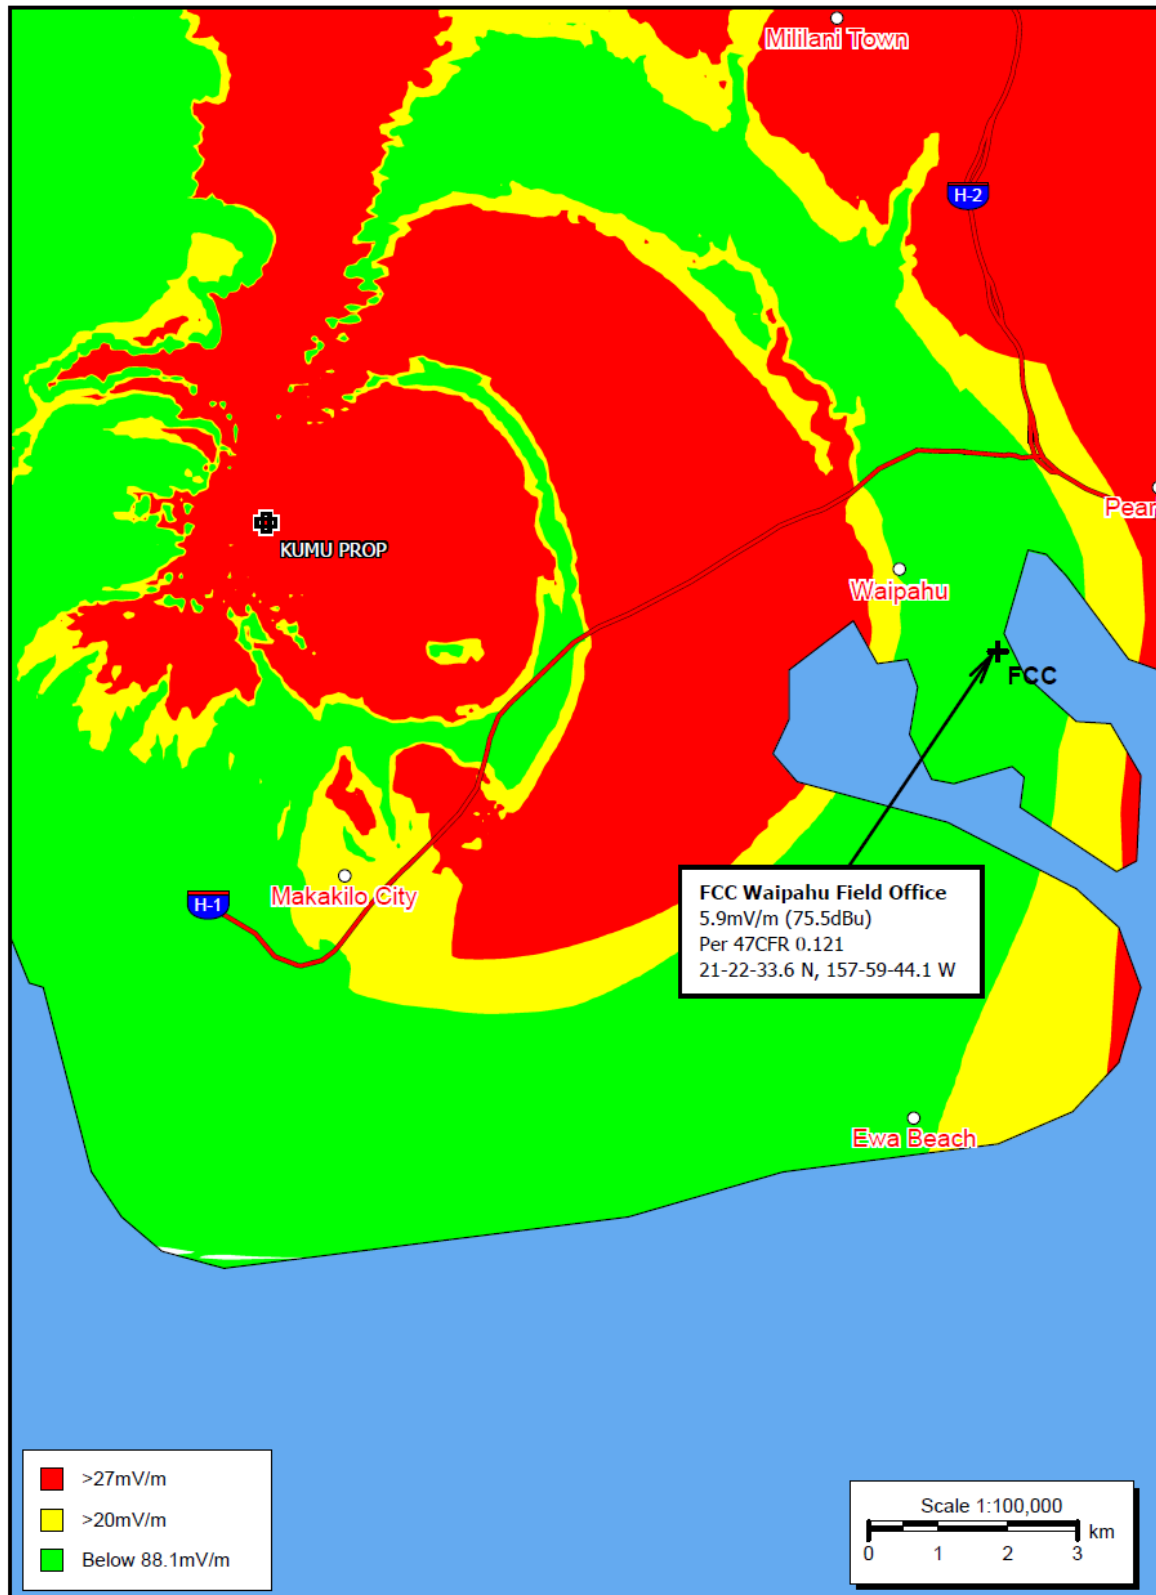 Mililani Town
H-2
Pear
KUMU PROP
Waipahu
FCC
FCC Waipahu Field Office
5.9mV/m (75.5dBu)
Per 47CFR 0.121
21-22-33.6 N, 157-59-44.1 W
Makakilo City
H-1
Ewa Beach
>27mV/m
>20mV/m
Below 88.1mV/m
Scale 1:100,000
km
0 1 2 3